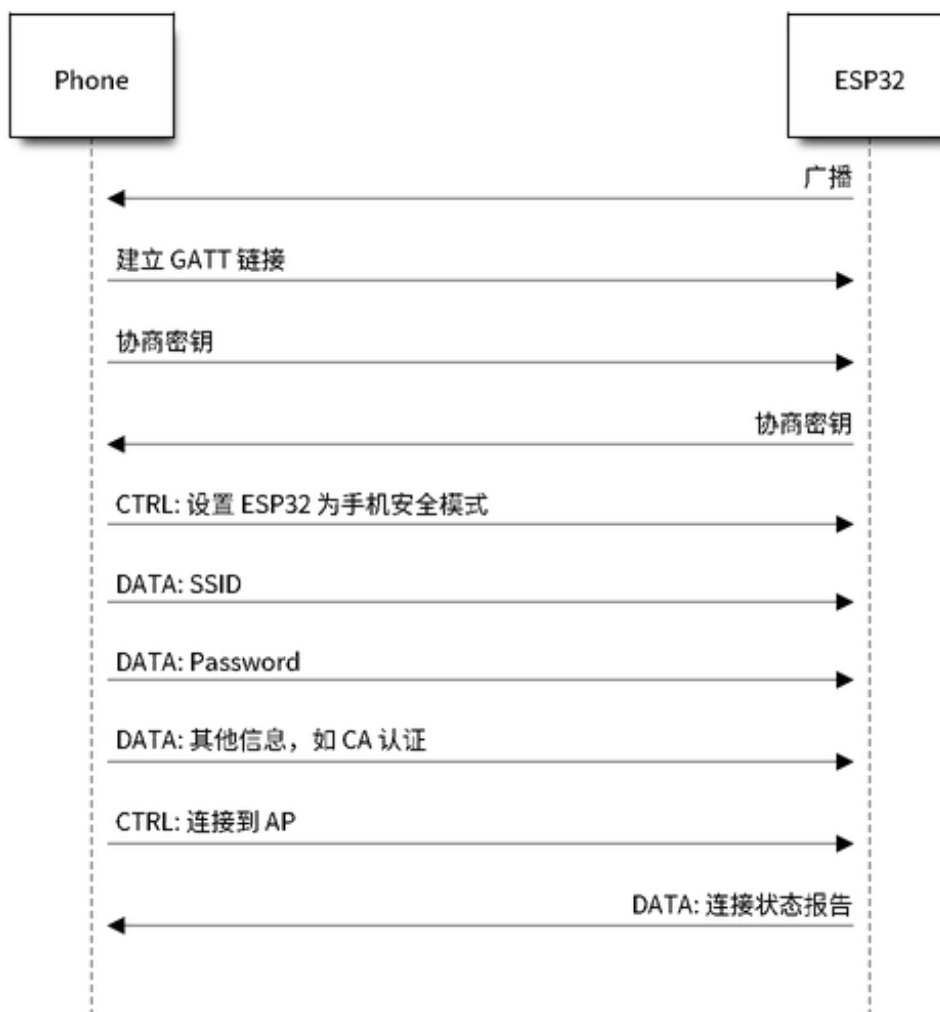 Phone
ESP32
广播
建立 GATT 链接
协商密钥
协商密钥
CTRL: 设置 ESP32 为手机安全模式
DATA: SSID
DATA: Password
DATA: 其他信息，如 CA 认证
CTRL: 连接到 AP
DATA: 连接状态报告